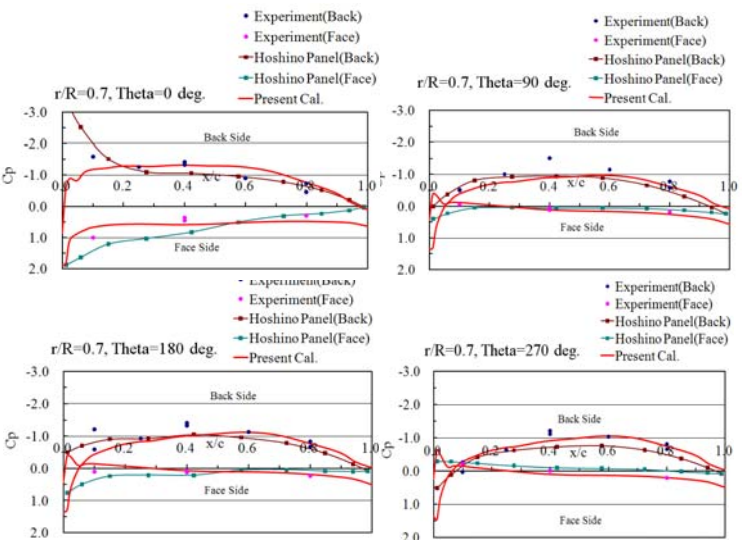 Experiment(Back)
Experiment(Face)
Hoshino Panel(Back)
Hoshino Panel(Face)
Present Cal.
r/R=0.7, Theta=0 deg.
-3.0
-2.0
-1.0
0.0
1.0
2.0
Cp
Back Side
0.0
0.2
0.4
0.6
0.8
1.0
x/c
Face Side
Experiment(Back)
Experiment(Face)
Hoshino Panel(Back)
Hoshino Panel(Face)
Present Cal.
r/R=0.7, Theta=90 deg.
-3.0
-2.0
-1.0
0.0
1.0
2.0
Back Side
0.0
0.2
0.4
0.6
0.8
1.0
x/c
Face Side
Experiment(Back)
Experiment(Face)
Hoshino Panel(Back)
Hoshino Panel(Face)
Present Cal.
r/R=0.7, Theta=180 deg.
-3.0
-2.0
-1.0
0.0
1.0
2.0
Cp
Back Side
0.2
0.4
0.6
0.8
1.0
x/c
Face Side
Experiment(Back)
Experiment(Face)
Hoshino Panel(Back)
Hoshino Panel(Face)
Present Cal.
r/R=0.7, Theta=270 deg.
-3.0
-2.0
-1.0
0.0
1.0
2.0
Cp
Back Side
0.2
0.4
0.6
0.8
1.0
x/c
Face Side